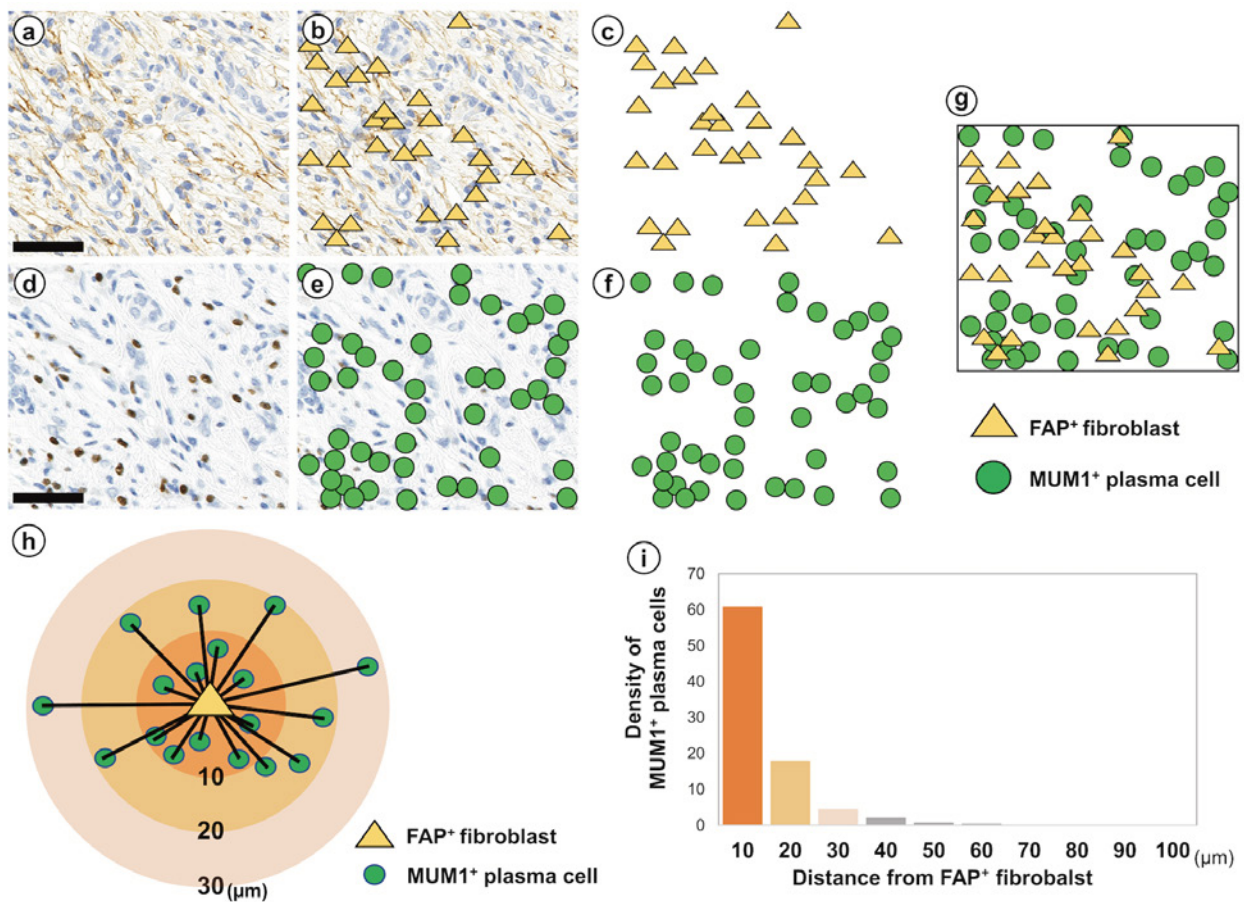 a
b
c
g
d
e
f
FAP+ fibroblast
MUM1+ plasma cell
h
10
20
30 (μm)
FAP+ fibroblast
MUM1+ plasma cell
i
Density of
MUM1+ plasma cells
70
60
50
40
30
20
10
0
10 20 30 40 50 60 70 80 90 100 (μm)
Distance from FAP+ fibrobalst